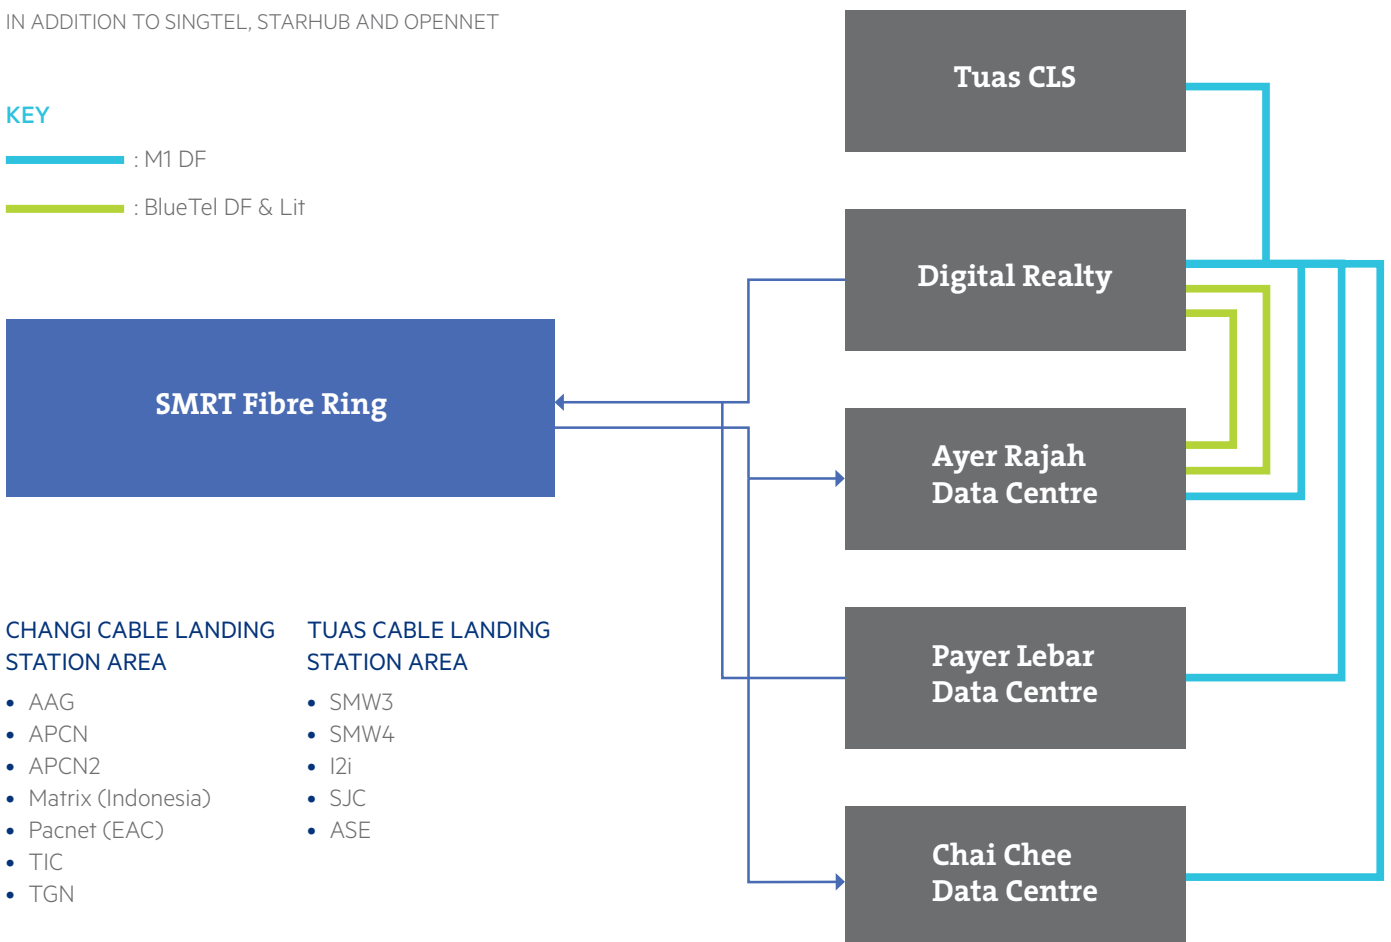 IN ADDITION TO SINGTEL, STARHUB AND OPENNET
KEY
: M1 DF
: BlueTel DF & Lit
SMRT Fibre Ring
Tuas CLS
Digital Realty
Ayer Rajah
Data Centre
Payer Lebar
Data Centre
Chai Chee
Data Centre
CHANGI CABLE LANDING
STATION AREA
• AAG
• APCN
• APCN2
• Matrix (Indonesia)
• Pacnet (EAC)
• TIC
• TGN
TUAS CABLE LANDING
STATION AREA
• SMW3
• SMW4
• I2i
• SJC
• ASE